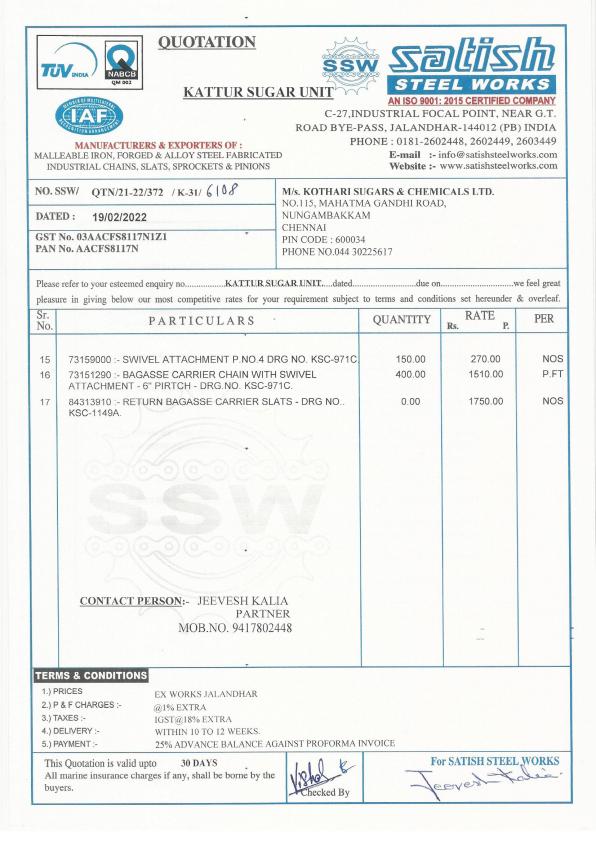 TUV INDIA
NABCB
QM 002
MEMBER OF MULTILATERAL
IAF
RECOGNITION ARRANGEMENT
QUOTATION
KATTUR SUGAR UNIT
SSW
satish
STEEL WORKS
AN ISO 9001: 2015 CERTIFIED COMPANY
C-27,INDUSTRIAL FOCAL POINT, NEAR G.T.
ROAD BYE-PASS, JALANDHAR-144012 (PB) INDIA
PHONE : 0181-2602448, 2602449, 2603449
E-mail :- info@satishsteelworks.com
Website :- www.satishsteelworks.com
MANUFACTURERS & EXPORTERS OF :
MALLEABLE IRON, FORGED & ALLOY STEEL FABRICATED
INDUSTRIAL CHAINS, SLATS, SPROCKETS & PINIONS
NO. SSW/ QTN/21-22/372 / K-31/ 6108
DATED : 19/02/2022
GST No. 03AACFS8117N1Z1
PAN No. AACFS8117N
M/s. KOTHARI SUGARS & CHEMICALS LTD.
NO.115, MAHATMA GANDHI ROAD,
NUNGAMBAKKAM
CHENNAI
PIN CODE : 600034
PHONE NO.044 30225617
Please refer to your esteemed enquiry no.................KATTUR SUGAR UNIT....dated................due on..............................we feel great
pleasure in giving below our most competitive rates for your requirement subject to terms and conditions set hereunder & overleaf.
Sr. No. PARTICULARS QUANTITY RATE Rs. P. PER
15 73159000 :- SWIVEL ATTACHMENT P.NO.4 DRG NO. KSC-971C. 150.00 270.00 NOS
16 73151290 :- BAGASSE CARRIER CHAIN WITH SWIVEL 400.00 1510.00 P.FT
ATTACHMENT - 6" PIRTCH - DRG.NO. KSC-971C.
17 84313910 :- RETURN BAGASSE CARRIER SLATS - DRG NO.. 0.00 1750.00 NOS
KSC-1149A.
SSW
CONTACT PERSON:- JEEVESH KALIA
PARTNER
MOB.NO. 9417802448
TERMS & CONDITIONS
1.) PRICES EX WORKS JALANDHAR
2.) P & F CHARGES :- @1% EXTRA
3.) TAXES :- IGST@18% EXTRA
4.) DELIVERY :- WITHIN 10 TO 12 WEEKS.
5.) PAYMENT :- 25% ADVANCE BALANCE AGAINST PROFORMA INVOICE
This Quotation is valid upto 30 DAYS
All marine insurance charges if any, shall be borne by the
buyers.
Vishal K
Checked By
For SATISH STEEL WORKS
Jeevesh Kalia